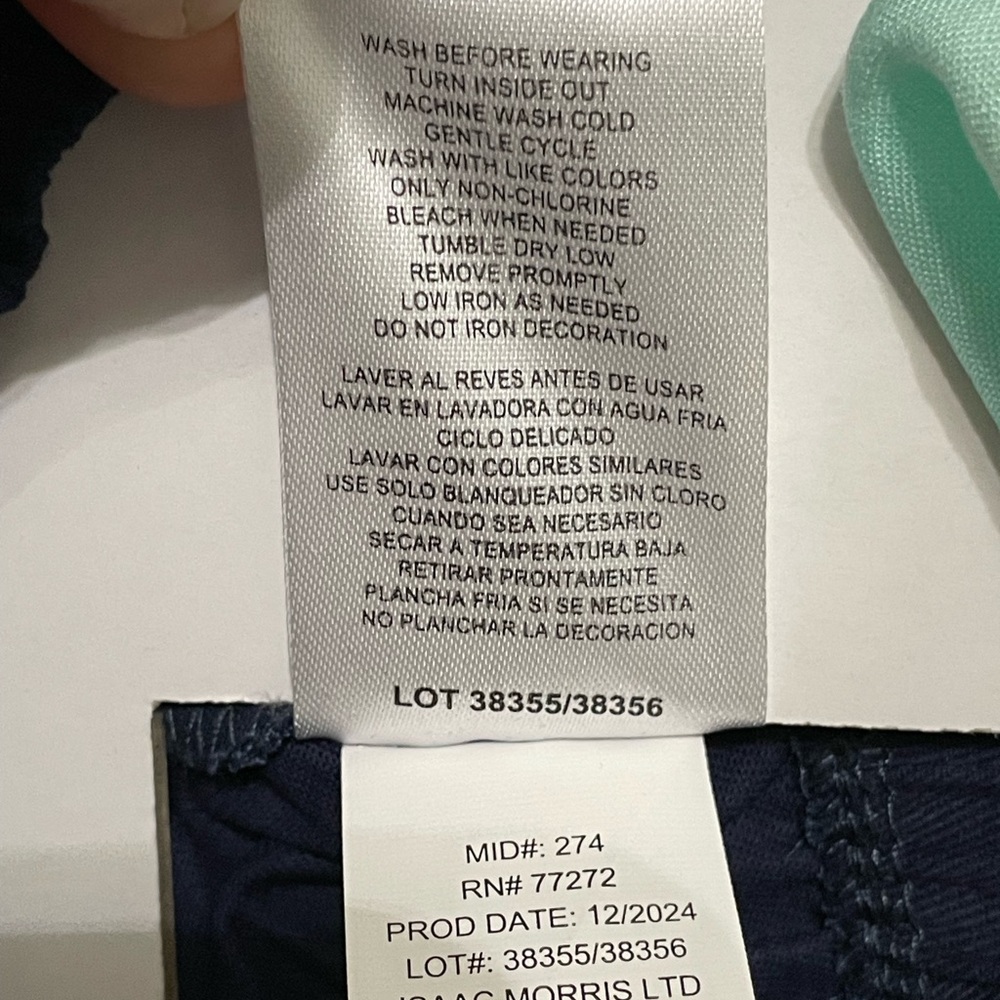 WASH BEFORE WEARING
TURN INSIDE OUT
MACHINE WASH COLD
GENTLE CYCLE
WASH WITH LIKE COLORS
ONLY NON-CHLORINE
BLEACH WHEN NEEDED
TUMBLE DRY LOW
REMOVE PROMPTLY
LOW IRON AS NEEDED
DO NOT IRON DECORATION
LAVER AL REVES ANTES DE USAR
LAVAR EN LAVADORA CON AGUA FRIA
CICLO DELICADO
LAVAR CON COLORES SIMILARES
USE SOLO BLANQUEADOR SIN CLORO
CUANDO SEA NECESARIO
SECAR A TEMPERATURA BAJA
RETIRAR PRONTAMENTE
PLANCHA FRIA SI SE NECESITA
NO PLANCHAR LA DECORACION
LOT 38355/38356
MID#: 274
RN# 77272
PROD DATE: 12/2024
LOT#: 38355/38356
ISAAC MORRIS LTD